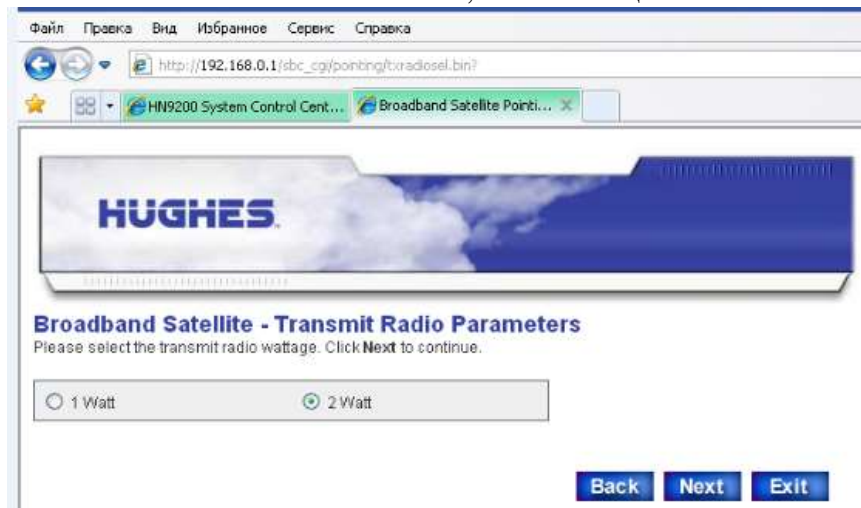 Файл Правка Вид Избранное Сервис Справка
http://192.168.0.1/sbc_cgi/pointing/txradiosel.bin?
HN9200 System Control Cent... Broadband Satellite Pointi...
HUGHES
Broadband Satellite - Transmit Radio Parameters
Please select the transmit radio wattage. Click Next to continue.
1 Watt 2 Watt
Back Next Exit